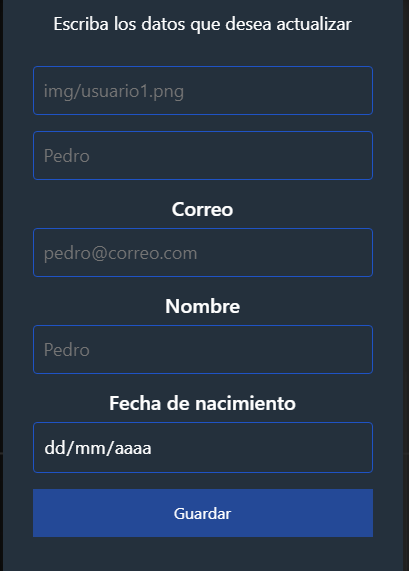 Escriba los datos que desea actualizar
img/usuario1.png
Pedro
Correo
pedro@correo.com
Nombre
Pedro
Fecha de nacimiento
dd/mm/aaaa
Guardar